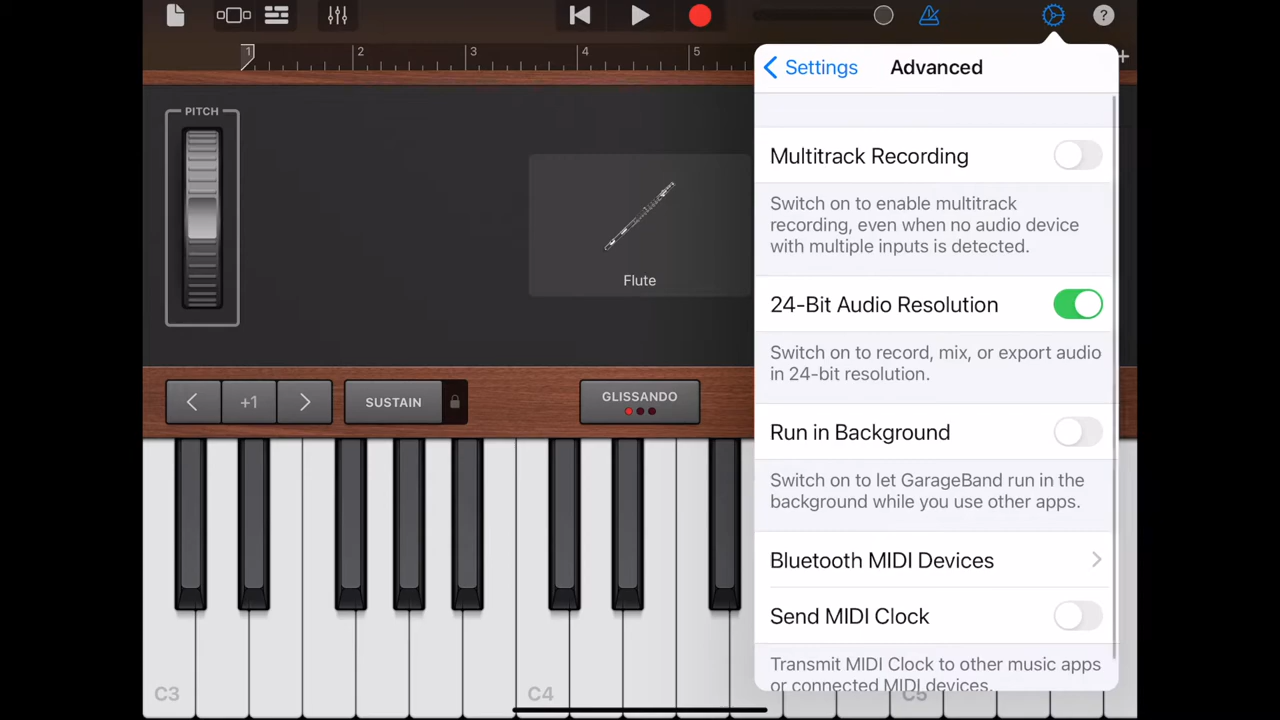 ?
1 2 3 4 5
+
Settings Advanced
PITCH
Multitrack Recording
Switch on to enable multitrack
recording, even when no audio device
with multiple inputs is detected.
Flute
24-Bit Audio Resolution
Switch on to record, mix, or export audio
in 24-bit resolution.
+1
SUSTAIN
GLISSANDO
Run in Background
Switch on to let GarageBand run in the
background while you use other apps.
Bluetooth MIDI Devices
Send MIDI Clock
Transmit MIDI Clock to other music apps
or connected MIDI devices.
C3 C4 C5